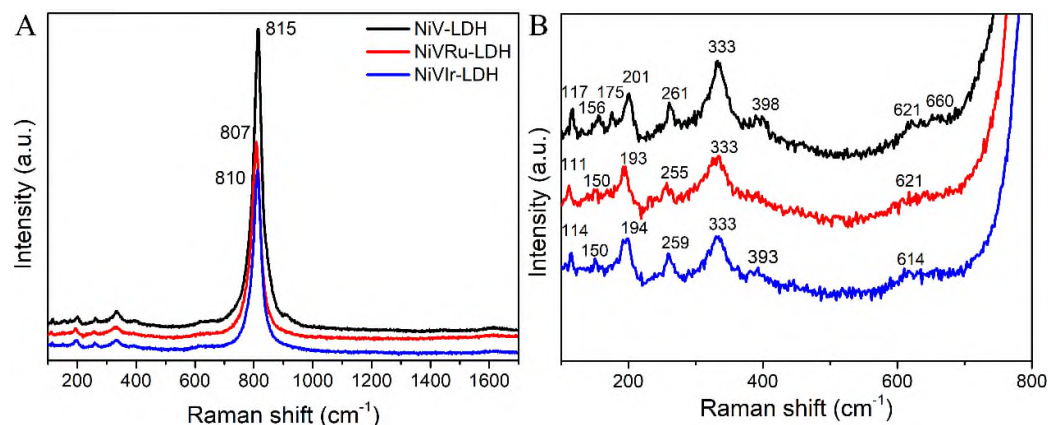 A
815
NiV-LDH
NiVRu-LDH
NiVIr-LDH
807
810
Intensity (a.u.)
200 400 600 800 1000 1200 1400 1600
Raman shift (cm-1)
B
333
117 156 175 201 261 398 621 660
111 150 193 255 333 621
114 150 194 259 333 393 614
Intensity (a.u.)
200 400 600 800
Raman shift (cm-1)